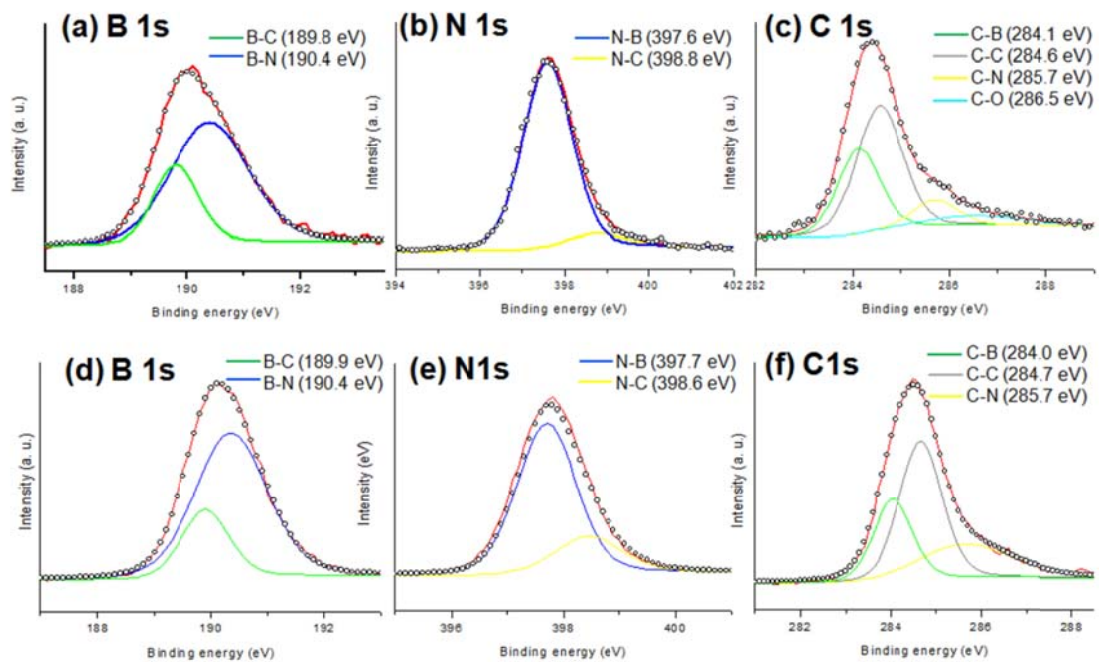 (a) B 1s
B-C (189.8 eV)
B-N (190.4 eV)
Intensity (a. u.)
188
190
192
Binding energy (eV)
(b) N 1s
N-B (397.6 eV)
N-C (398.8 eV)
Intensity (a. u.)
394
396
398
400
402
Binding energy (eV)
(c) C 1s
C-B (284.1 eV)
C-C (284.6 eV)
C-N (285.7 eV)
C-O (286.5 eV)
Intensity (a. u.)
282
284
286
288
Binding energy (eV)
(d) B 1s
B-C (189.9 eV)
B-N (190.4 eV)
Intensity (a. u.)
188
190
192
Binding energy (eV)
(e) N1s
N-B (397.7 eV)
N-C (398.6 eV)
Intensity (eV)
396
398
400
Binding energy (eV)
(f) C1s
C-B (284.0 eV)
C-C (284.7 eV)
C-N (285.7 eV)
Intensity (a. u.)
282
284
286
288
Binding energy (eV)